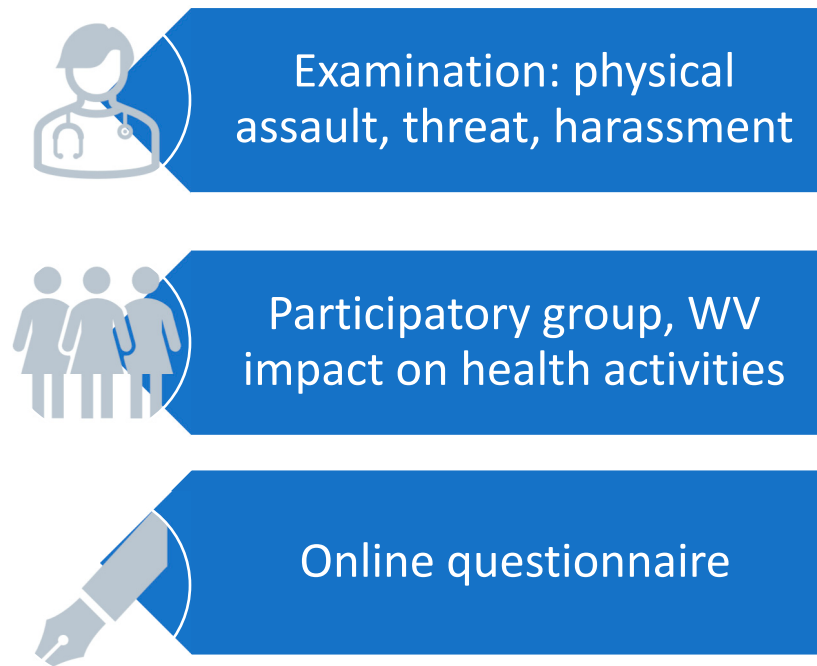 Examination: physical
assault, threat, harassment
Participatory group, WV
impact on health activities
Online questionnaire